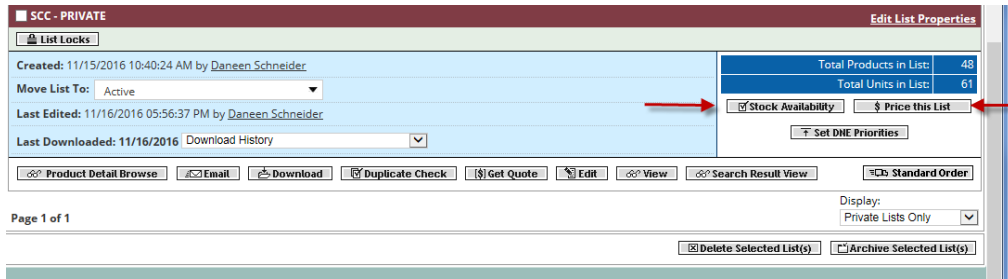 SCC - PRIVATE Edit List Properties
List Locks
Created: 11/15/2016 10:40:24 AM by Daneen Schneider
Total Products in List: 48
Total Units in List: 61
Move List To: Active
Stock Availability $ Price this List
Last Edited: 11/16/2016 05:56:37 PM by Daneen Schneider
Set DNE Priorities
Last Downloaded: 11/16/2016 Download History
Product Detail Browse Email Download Duplicate Check [$] Get Quote Edit View Search Result View Standard Order
Display:
Page 1 of 1 Private Lists Only
Delete Selected List(s) Archive Selected List(s)